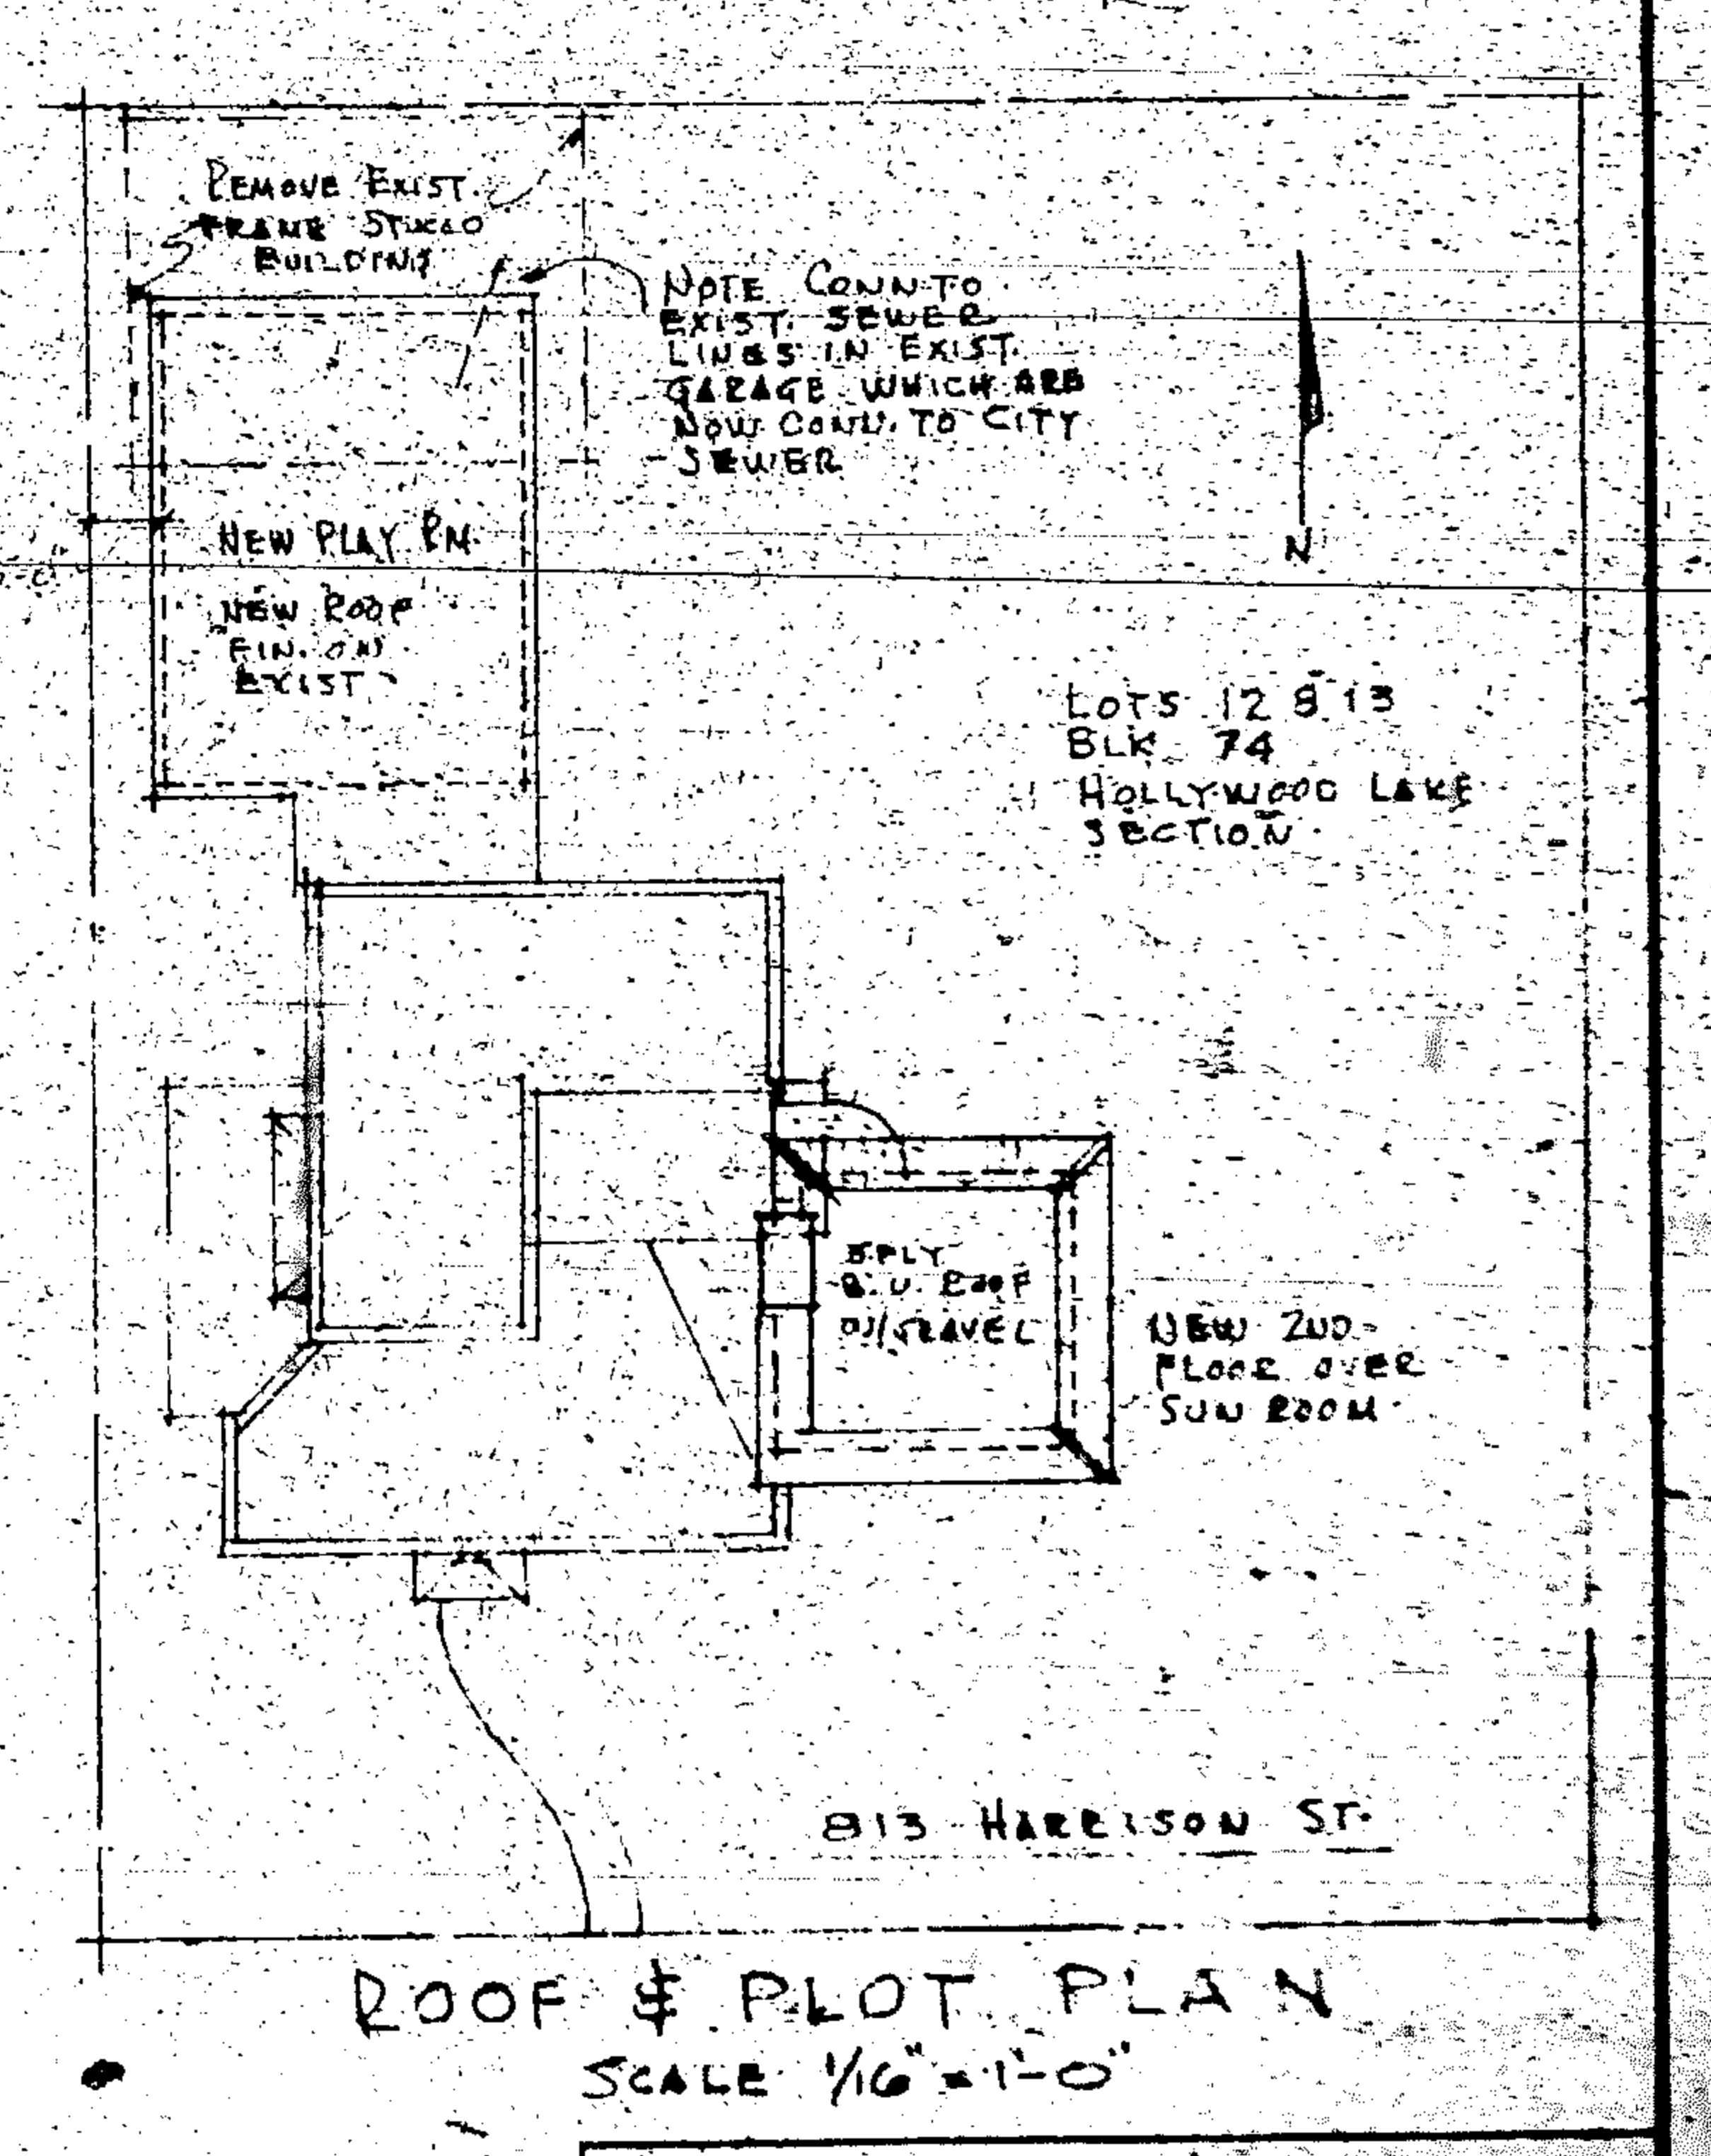 REMOVE EXIST.
FRAME STUCCO
BUILDING
NOTE CONN TO
EXIST. SEWER
LINES IN EXIST.
GARAGE WHICH ARE
NOW CONN. TO CITY
SEWER
N
NEW PLAY RM.
NEW ROOF
FIN. ON
EXIST
LOTS 12 & 13
BLK 74
HOLLYWOOD LAKE
SECTION
5 PLY
B.U. ROOF
W/GRAVEL
NEW 2ND
FLOOR OVER
SUN ROOM
813 HARRISON ST.
ROOF & PLOT PLAN
SCALE 1/16" = 1'-0"